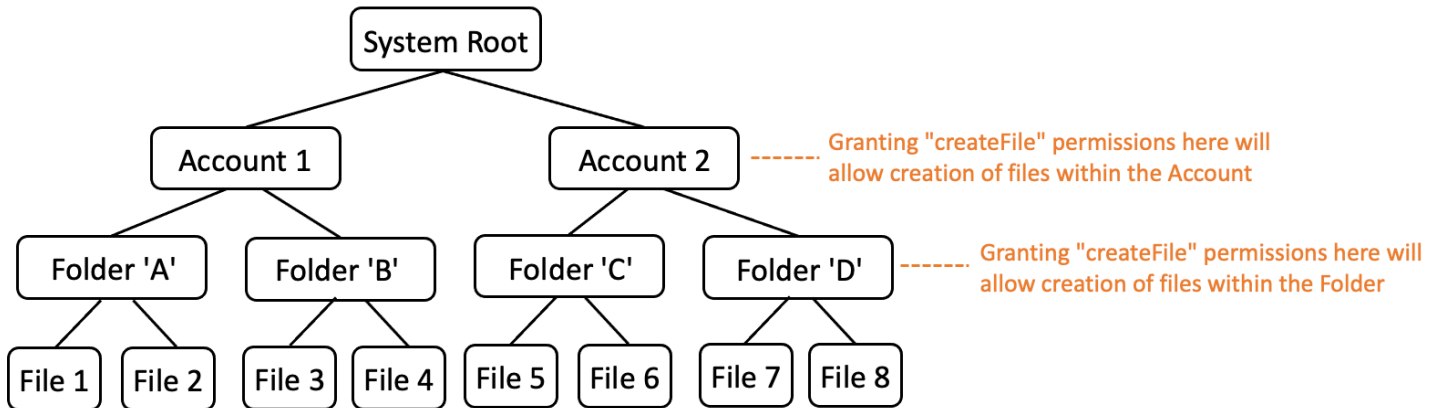 System Root
Account 1
Account 2
Granting "createFile" permissions here will
allow creation of files within the Account
Folder 'A'
Folder 'B'
Folder 'C'
Folder 'D'
Granting "createFile" permissions here will
allow creation of files within the Folder
File 1
File 2
File 3
File 4
File 5
File 6
File 7
File 8